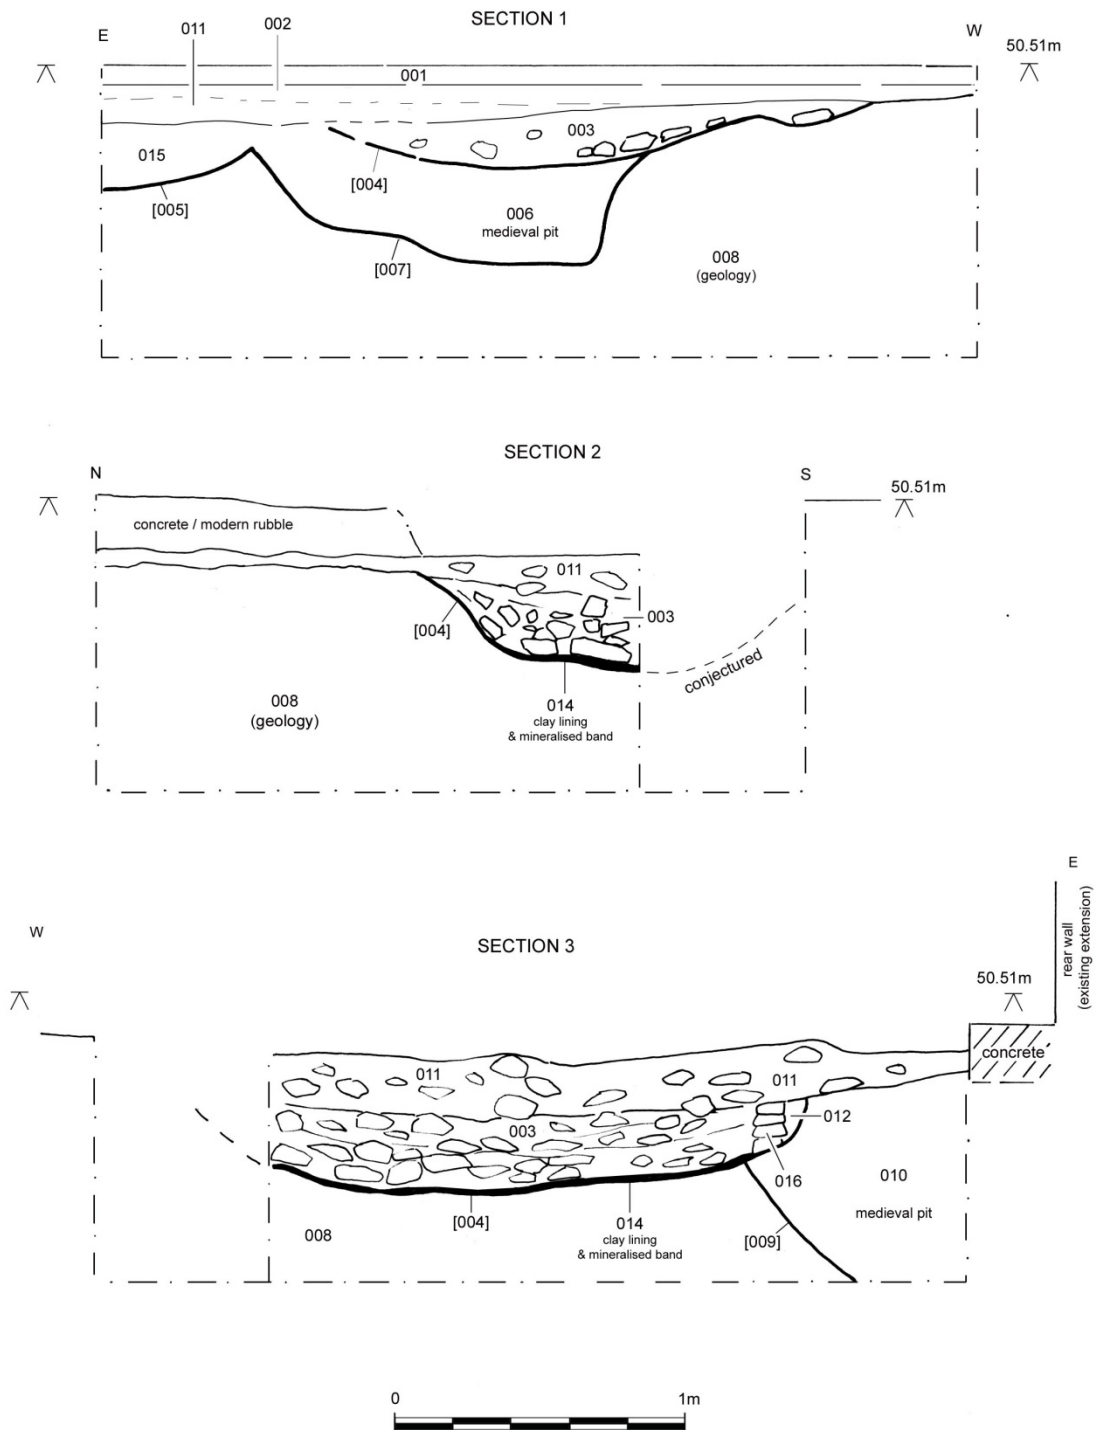 SECTION 1
E
011
002
W
50.51m
001
003
015
[004]
[005]
006
medieval pit
[007]
008
(geology)
SECTION 2
N
S
50.51m
concrete / modern rubble
011
003
[004]
conjectured
008
(geology)
014
clay lining
& mineralised band
SECTION 3
W
E
rear wall
(existing extension)
50.51m
concrete
011
011
003
012
016
010
medieval pit
[004]
008
014
clay lining
& mineralised band
[009]
0
1m